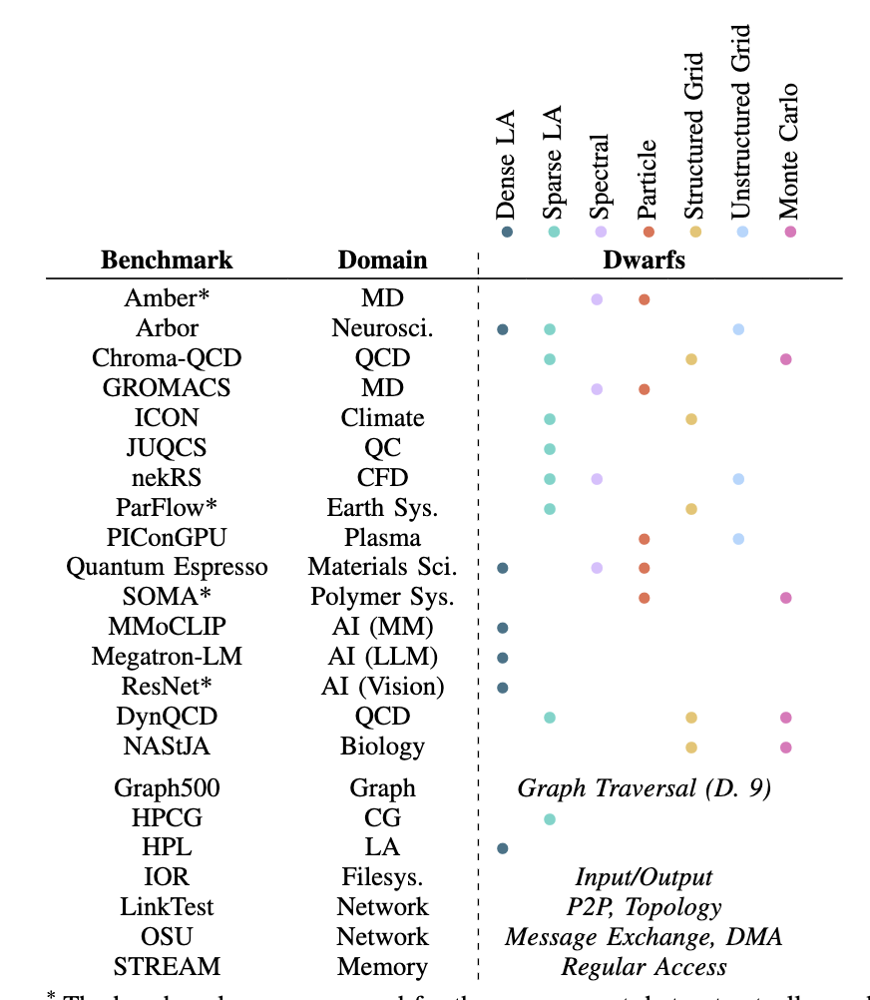 Dense LA
Sparse LA
Spectral
Particle
Structured Grid
Unstructured Grid
Monte Carlo
Benchmark Domain Dwarfs
Amber* MD
Arbor Neurosci.
Chroma-QCD QCD
GROMACS MD
ICON Climate
JUQCS QC
nekRS CFD
ParFlow* Earth Sys.
PIConGPU Plasma
Quantum Espresso Materials Sci.
SOMA* Polymer Sys.
MMoCLIP AI (MM)
Megatron-LM AI (LLM)
ResNet* AI (Vision)
DynQCD QCD
NAStJA Biology
Graph500 Graph Graph Traversal (D. 9)
HPCG CG
HPL LA
IOR Filesys. Input/Output
LinkTest Network P2P, Topology
OSU Network Message Exchange, DMA
STREAM Memory Regular Access